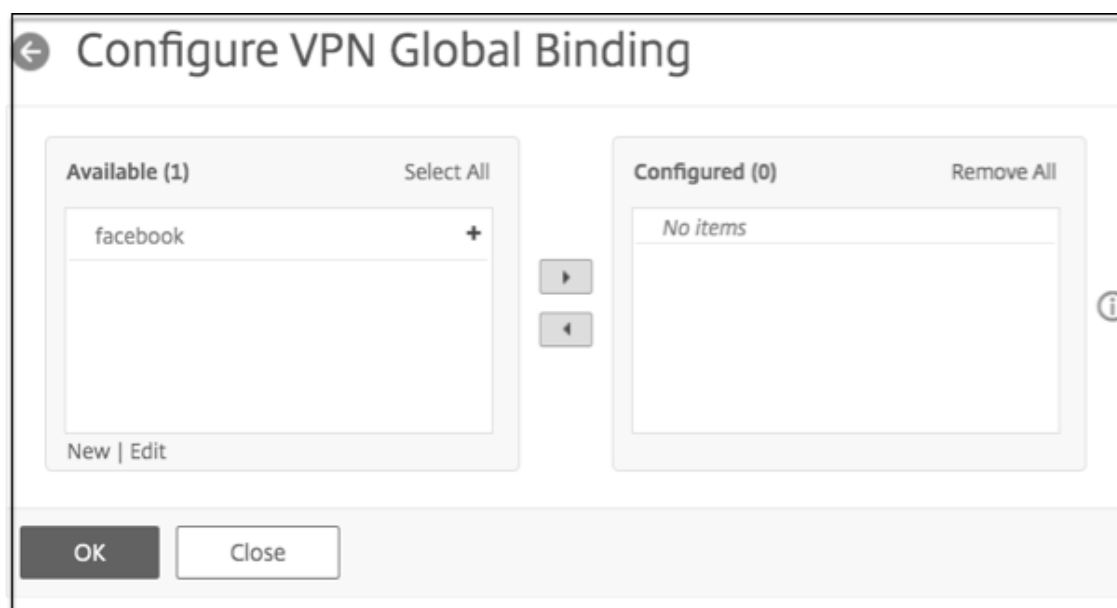 Configure VPN Global Binding
Available (1) Select All
facebook +
New | Edit
Configured (0) Remove All
No items
OK Close